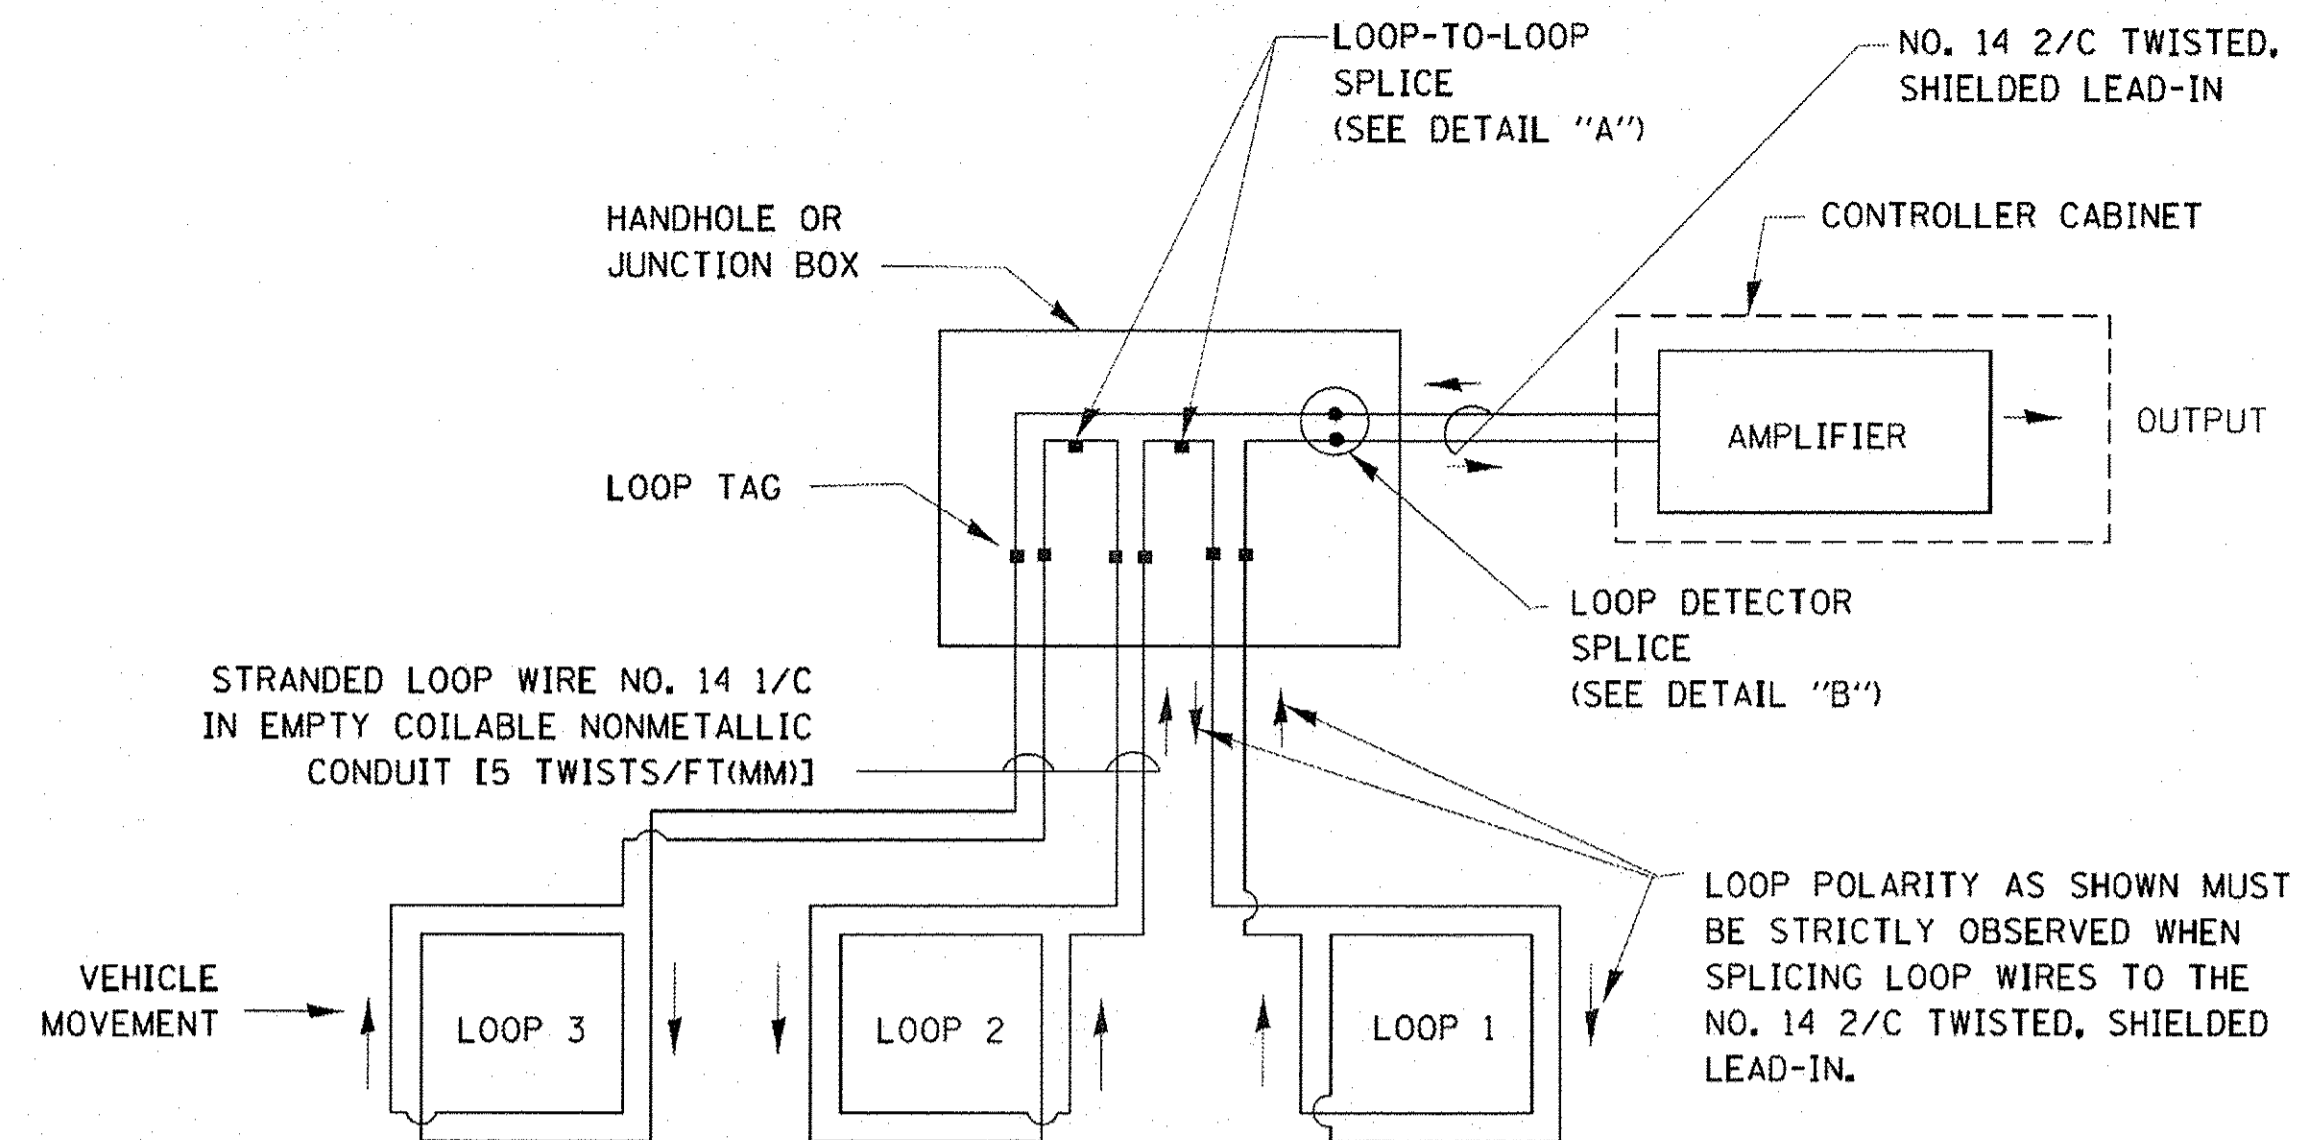 LOOP-TO-LOOP
SPLICE
(SEE DETAIL "A")
NO. 14 2/C TWISTED,
SHIELDED LEAD-IN
HANDHOLE OR
JUNCTION BOX
CONTROLLER CABINET
AMPLIFIER
OUTPUT
LOOP TAG
LOOP DETECTOR
SPLICE
(SEE DETAIL "B")
STRANDED LOOP WIRE NO. 14 1/C
IN EMPTY COILABLE NONMETALLIC
CONDUIT [5 TWISTS/FT(MM)]
LOOP POLARITY AS SHOWN MUST
BE STRICTLY OBSERVED WHEN
SPLICING LOOP WIRES TO THE
NO. 14 2/C TWISTED, SHIELDED
LEAD-IN.
VEHICLE
MOVEMENT
LOOP 3
LOOP 2
LOOP 1